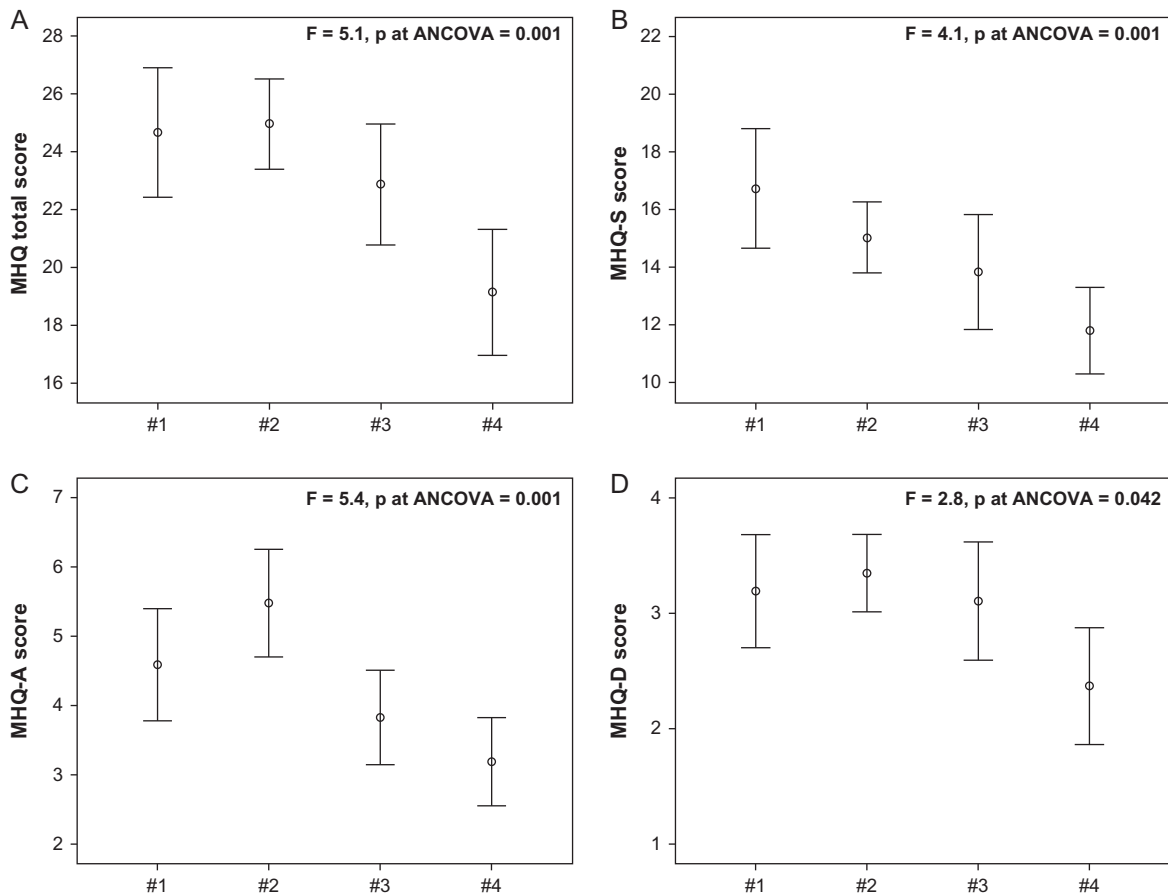 A
F = 5.1, p at ANCOVA = 0.001
MHQ total score
28
26
24
22
20
18
16
#1 #2 #3 #4
B
F = 4.1, p at ANCOVA = 0.001
MHQ-S score
22
20
18
16
14
12
10
#1 #2 #3 #4
C
F = 5.4, p at ANCOVA = 0.001
MHQ-A score
7
6
5
4
3
2
#1 #2 #3 #4
D
F = 2.8, p at ANCOVA = 0.042
MHQ-D score
4
3
2
1
#1 #2 #3 #4